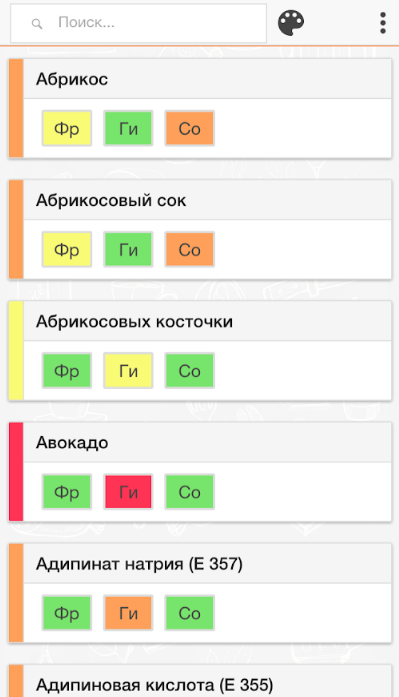 Поиск...
Абрикос
Фр Ги Со
Абрикосовый сок
Фр Ги Со
Абрикосовых косточки
Фр Ги Со
Авокадо
Фр Ги Со
Адипинат натрия (E 357)
Фр Ги Со
Адипиновая кислота (E 355)